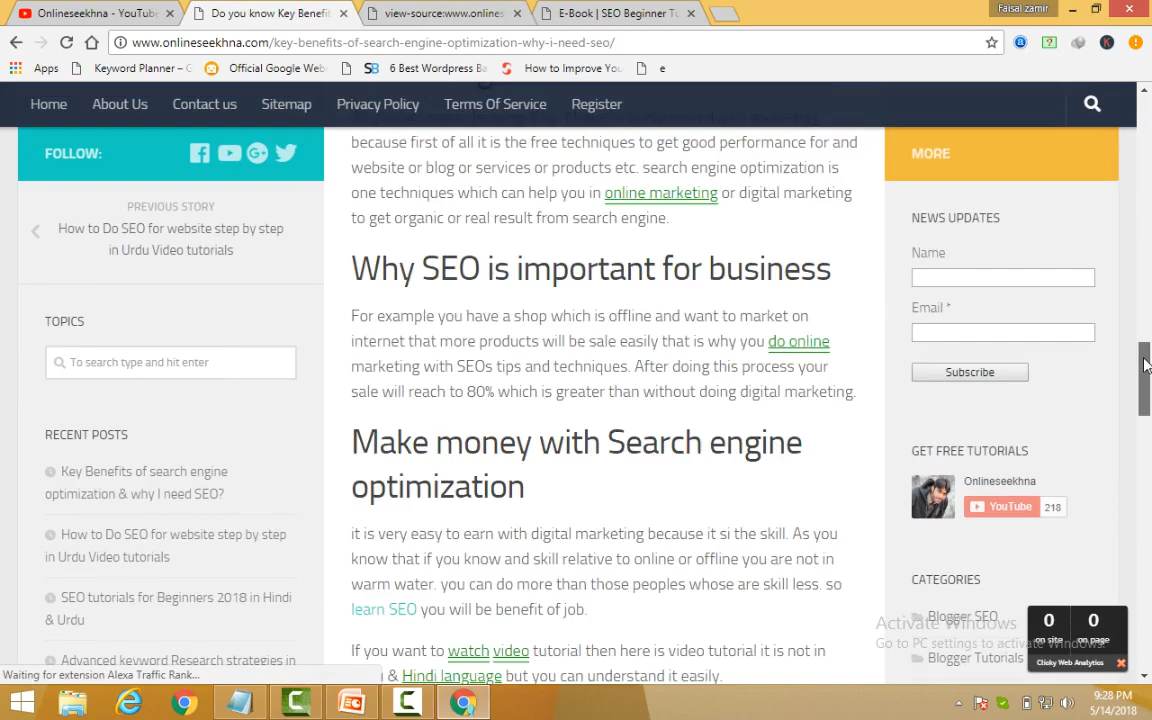 Onlineseekhna - YouTube
Do you know Key Benefit
view-source:www.onlines
E-Book | SEO Beginner Tu
Faisal zamir
www.onlineseekhna.com/key-benefits-of-search-engine-optimization-why-i-need-seo/
Apps
Keyword Planner – G
Official Google Web
6 Best Wordpress Ba
How to Improve You
e
Home
About Us
Contact us
Sitemap
Privacy Policy
Terms Of Service
Register
FOLLOW:
PREVIOUS STORY
How to Do SEO for website step by step
in Urdu Video tutorials
TOPICS
To search type and hit enter
RECENT POSTS
Key Benefits of search engine
optimization & why I need SEO?
How to Do SEO for website step by step
in Urdu Video tutorials
SEO tutorials for Beginners 2018 in Hindi
& Urdu
Advanced keyword Research strategies in
because first of all it is the free techniques to get good performance for and
website or blog or services or products etc. search engine optimization is
one techniques which can help you in online marketing or digital marketing
to get organic or real result from search engine.
Why SEO is important for business
For example you have a shop which is offline and want to market on
internet that more products will be sale easily that is why you do online
marketing with SEOs tips and techniques. After doing this process your
sale will reach to 80% which is greater than without doing digital marketing.
Make money with Search engine
optimization
it is very easy to earn with digital marketing because it si the skill. As you
know that if you know and skill relative to online or offline you are not in
warm water. you can do more than those peoples whose are skill less. so
learn SEO you will be benefit of job.
If you want to watch video tutorial then here is video tutorial it is not in
& Hindi language but you can understand it easily.
MORE
NEWS UPDATES
Name
Email *
Subscribe
GET FREE TUTORIALS
Onlineseekhna
YouTube 218
CATEGORIES
Blogger SEO
Blogger Tutorials
Activate Windows
Go to PC settings to activate Windows.
0 0
on site on page
Clicky Web Analytics
Waiting for extension Alexa Traffic Rank...
9:28 PM
5/14/2018